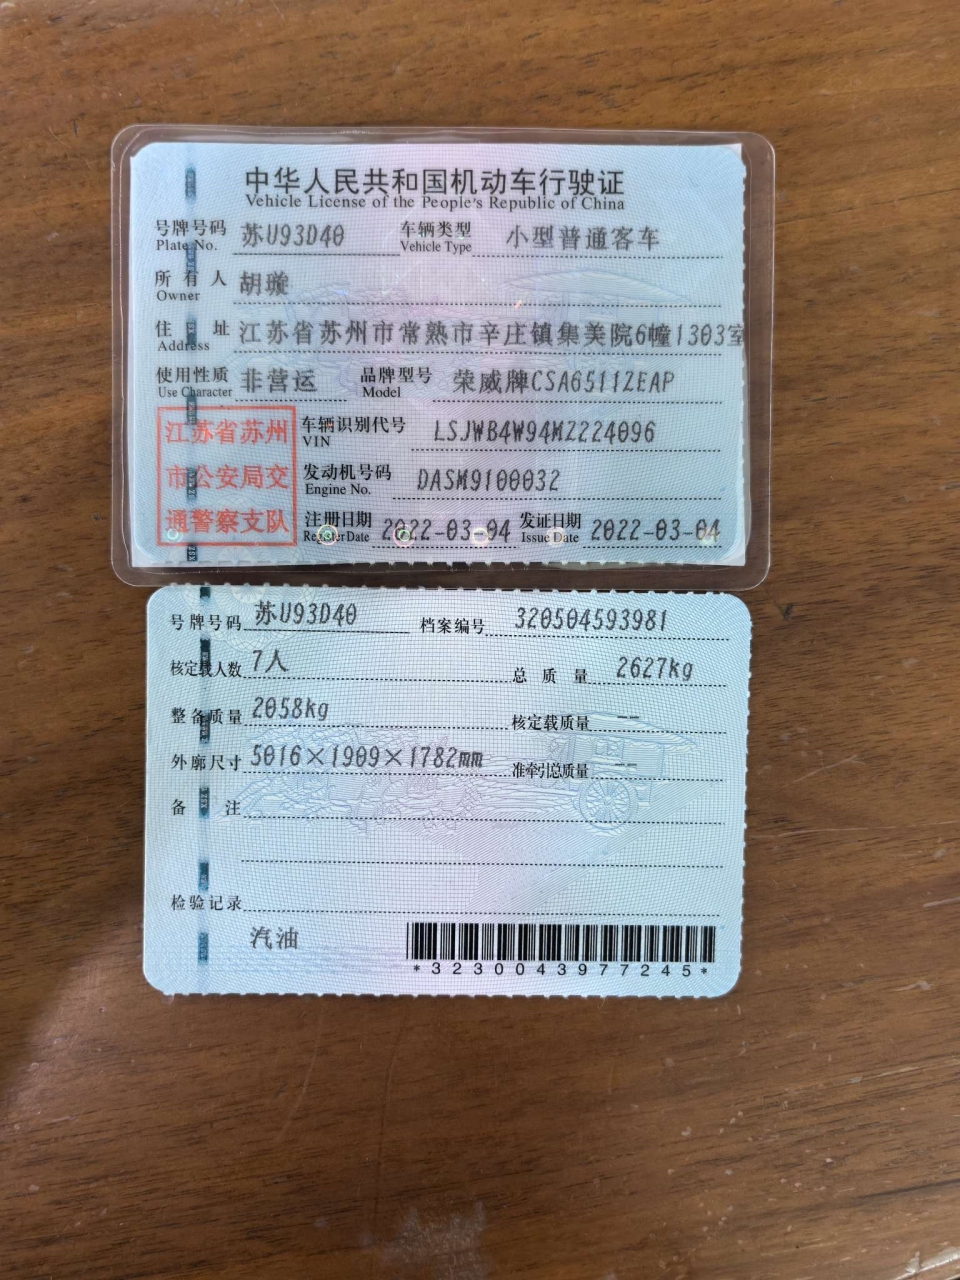 中华人民共和国机动车行驶证
Vehicle License of the People's Republic of China
号牌号码 苏U93D40 车辆类型 小型普通客车
Plate No. Vehicle Type
所有人 胡璇
Owner
住址 江苏省苏州市常熟市辛庄镇集美院6幢1303室
Address
使用性质 非营运 品牌型号 荣威牌CSA6511ZEAP
Use Character Model
江苏省苏州
市公安局交
通警察支队
车辆识别代号 LSJWB4W94MZ224096
VIN
发动机号码 DASM9100032
Engine No.
注册日期 2022-03-04 发证日期 2022-03-04
Register Date Issue Date
号牌号码 苏U93D40 档案编号 320504593981
核定载人数 7人 总质量 2627kg
整备质量 2058kg 核定载质量 --
外廓尺寸 5016×1909×1782mm 准牵引总质量 --
备注
检验记录
汽油
*3230043977245*